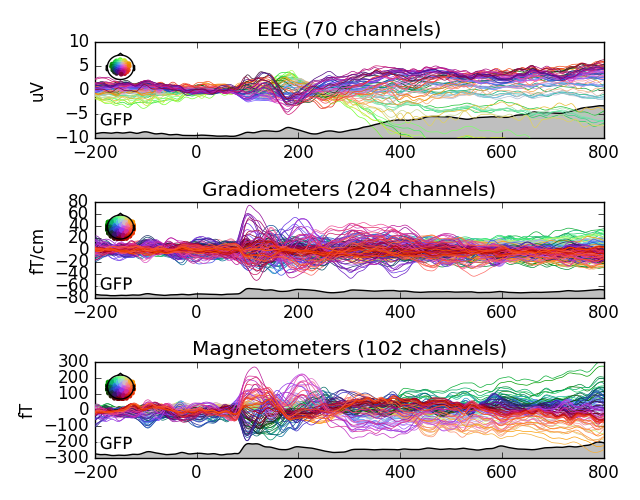 EEG (70 channels)
10
5
0
−5
−10
uV
GFP
−200 0 200 400 600 800
Gradiometers (204 channels)
80
60
40
20
0
−20
−40
−60
−80
fT/cm
GFP
−200 0 200 400 600 800
Magnetometers (102 channels)
300
200
100
0
−100
−200
−300
fT
GFP
−200 0 200 400 600 800